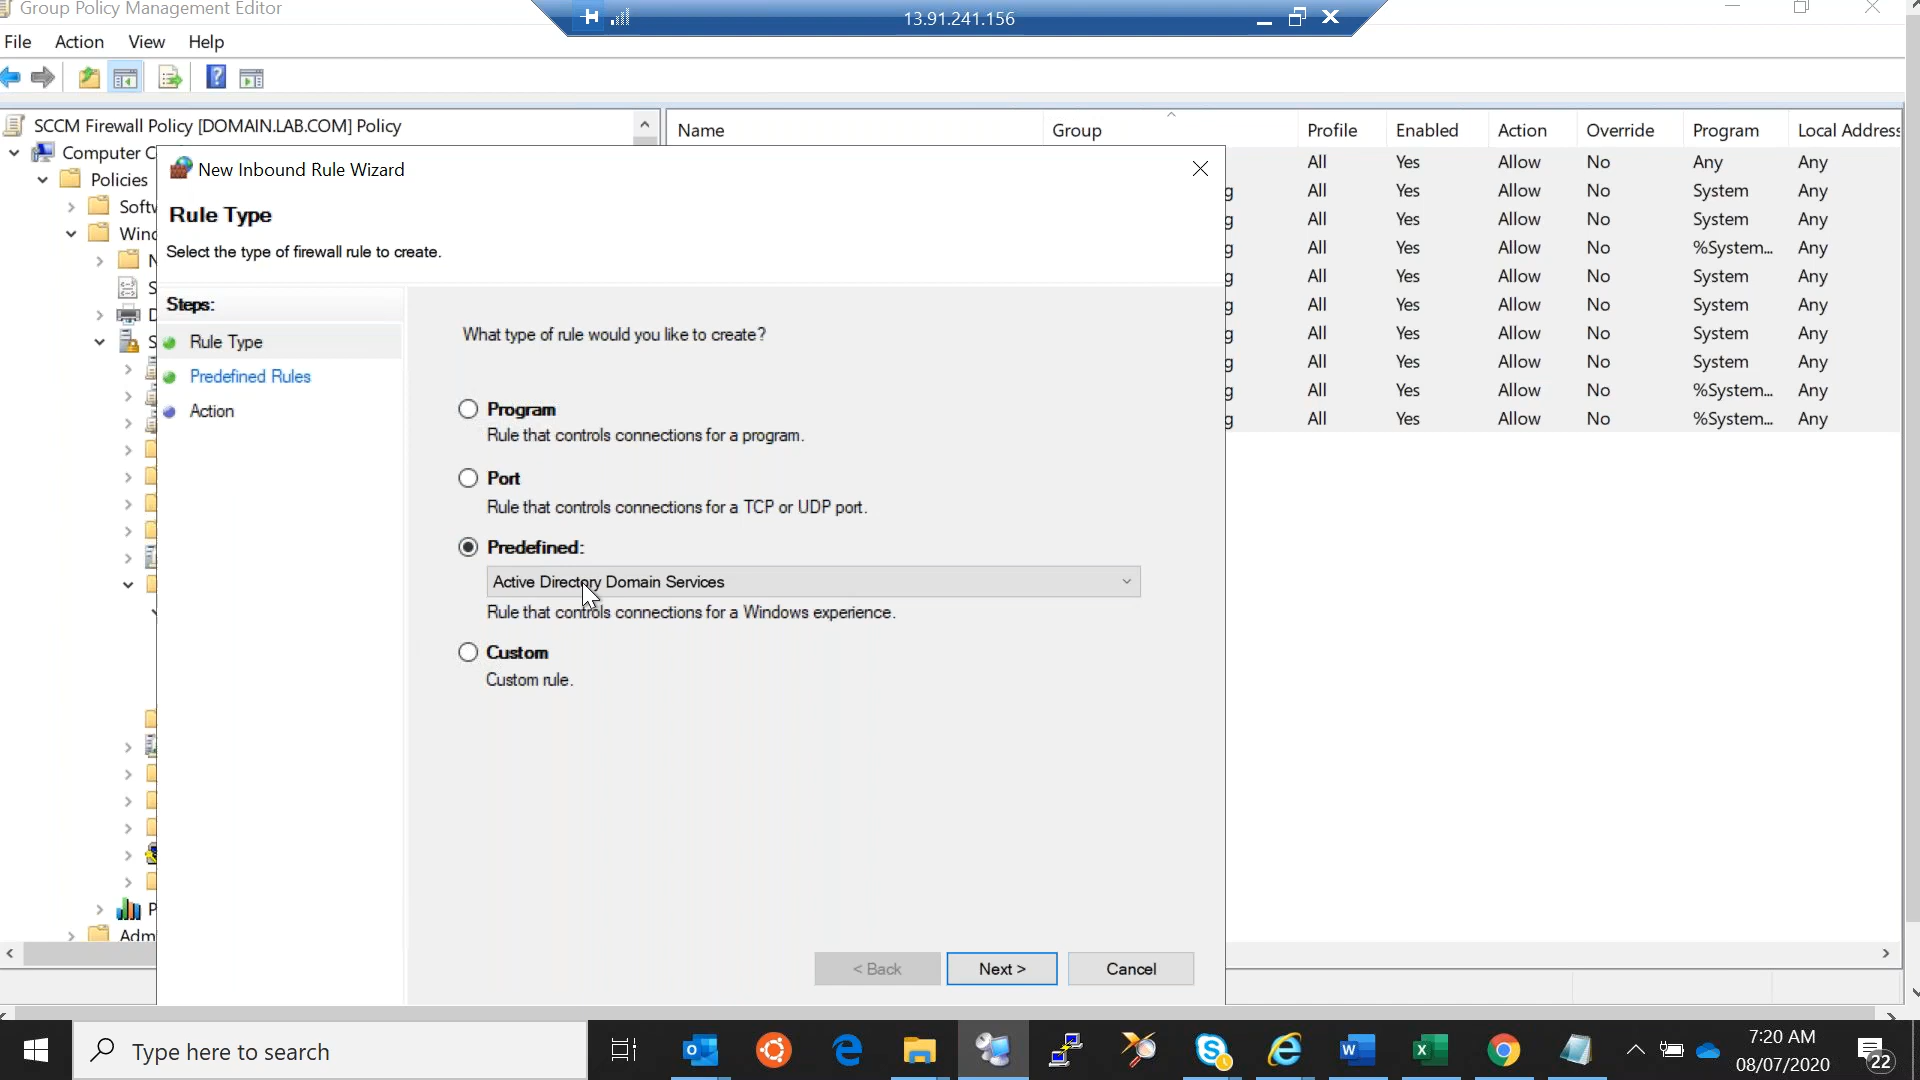 Group Policy Management Editor
13.91.241.156
File Action View Help
SCCM Firewall Policy [DOMAIN.LAB.COM] Policy
Computer C
Policies
Softw
Wind
Adm
Name Group Profile Enabled Action Override Program Local Address
All Yes Allow No Any Any
g All Yes Allow No System Any
g All Yes Allow No System Any
g All Yes Allow No %System... Any
g All Yes Allow No System Any
g All Yes Allow No System Any
g All Yes Allow No System Any
g All Yes Allow No System Any
g All Yes Allow No %System... Any
g All Yes Allow No %System... Any
New Inbound Rule Wizard
Rule Type
Select the type of firewall rule to create.
Steps:
Rule Type
Predefined Rules
Action
What type of rule would you like to create?
Program
Rule that controls connections for a program.
Port
Rule that controls connections for a TCP or UDP port.
Predefined:
Active Directory Domain Services
Rule that controls connections for a Windows experience.
Custom
Custom rule.
< Back Next > Cancel
Type here to search
7:20 AM
08/07/2020
22